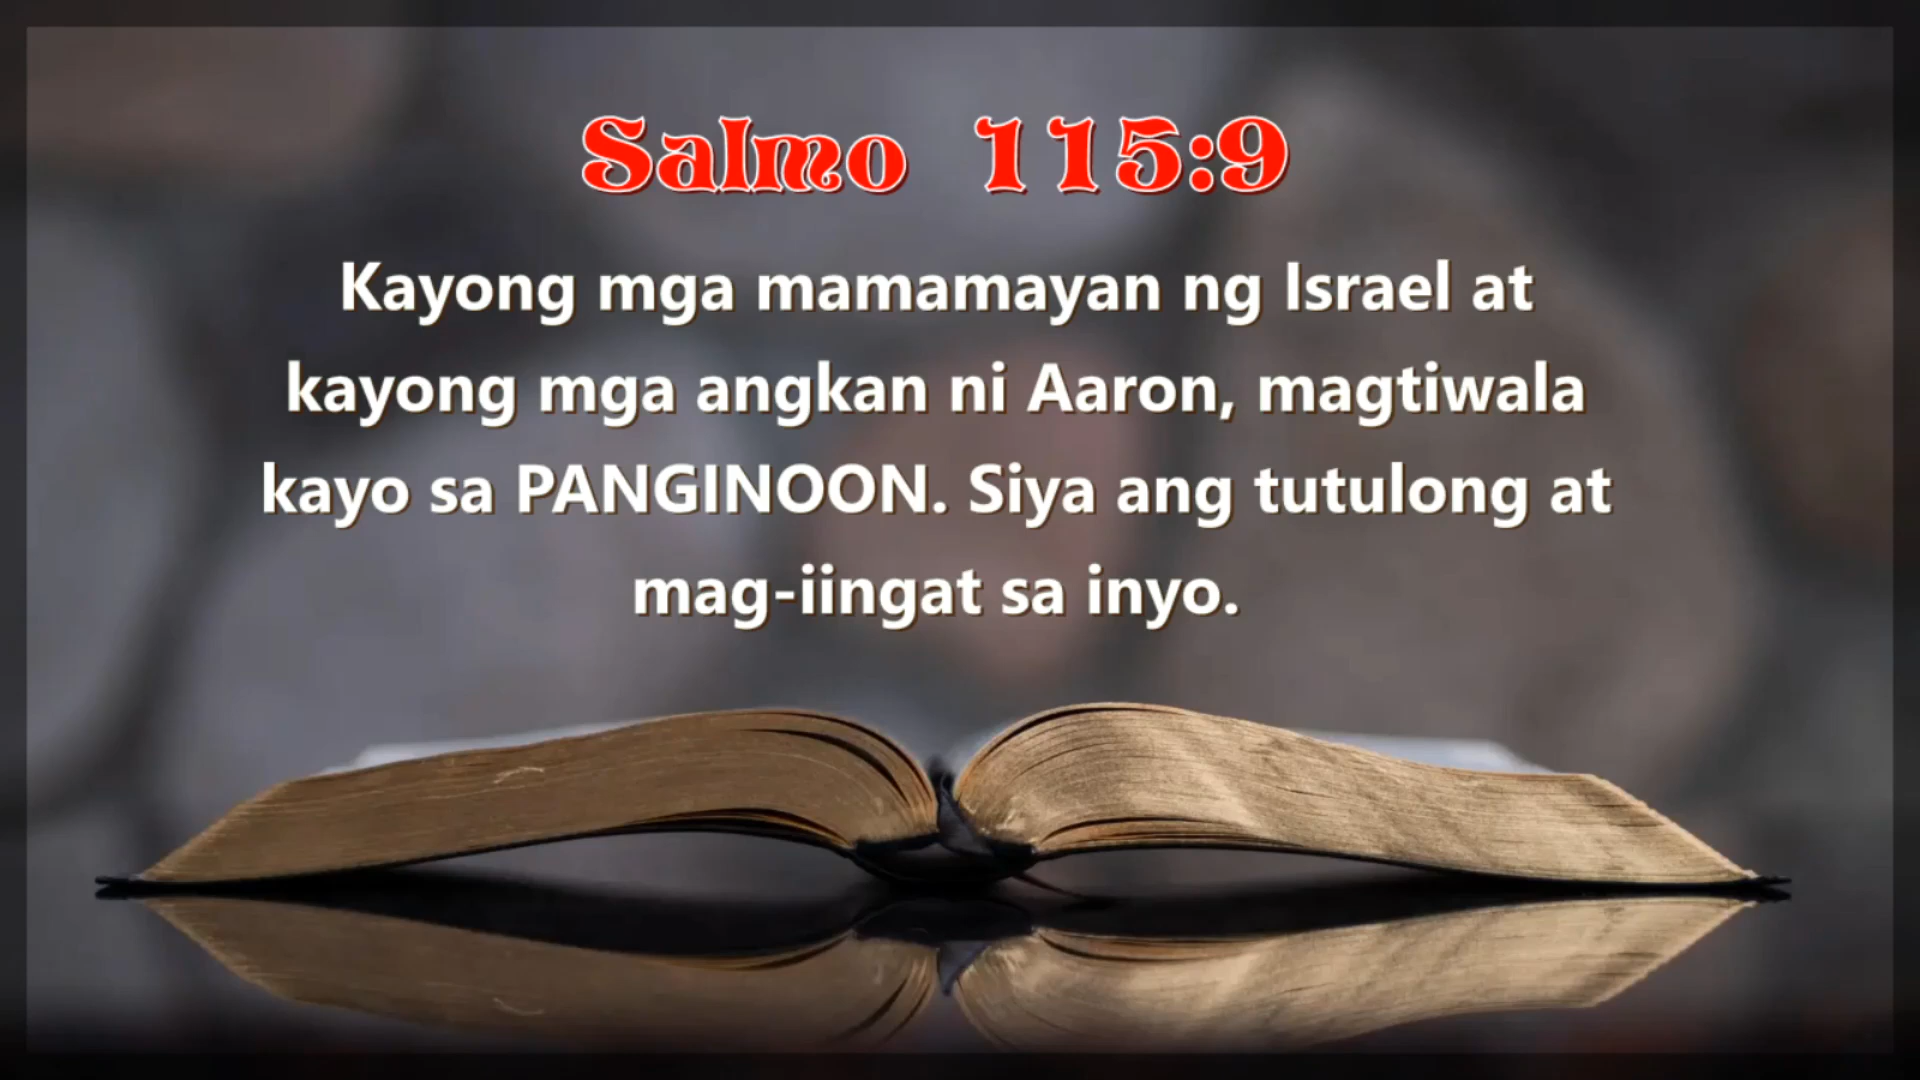 Salmo 115:9
Kayong mga mamamayan ng Israel at
kayong mga angkan ni Aaron, magtiwala
kayo sa PANGINOON. Siya ang tutulong at
mag-iingat sa inyo.